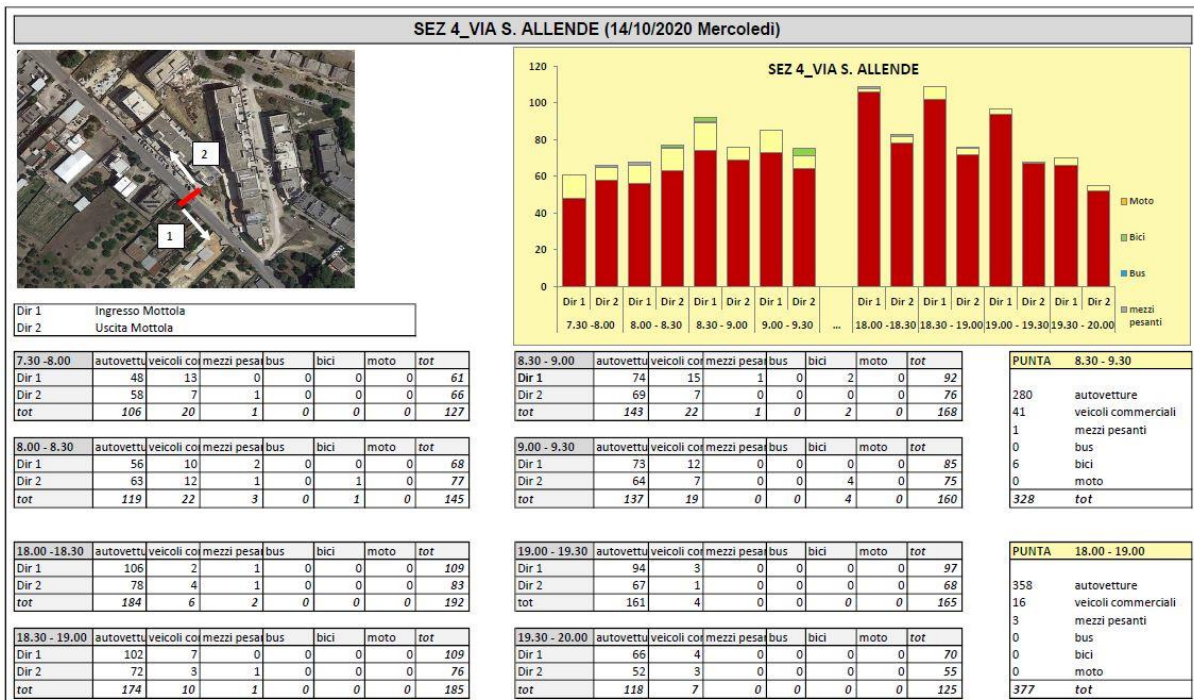 SEZ 4_VIA S. ALLENDE (14/10/2020 Mercoledì)
2
1
SEZ 4_VIA S. ALLENDE
120
100
80
60
40
20
0
Dir 1 Dir 2 Dir 1 Dir 2 Dir 1 Dir 2 Dir 1 Dir 2 Dir 1 Dir 2 Dir 1 Dir 2 Dir 1 Dir 2 Dir 1 Dir 2
7.30 -8.00 8.00 - 8.30 8.30 - 9.00 9.00 - 9.30 ... 18.00 -18.30 18.30 - 19.00 19.00 - 19.30 19.30 - 20.00
Moto
Bici
Bus
mezzi
pesanti
Dir 1 Ingresso Mottola
Dir 2 Uscita Mottola
7.30 -8.00 autovettu veicoli cor mezzi pesan bus bici moto tot
Dir 1 48 13 0 0 0 0 61
Dir 2 58 7 1 0 0 0 66
tot 106 20 1 0 0 0 127
8.30 - 9.00 autovettu veicoli cor mezzi pesan bus bici moto tot
Dir 1 74 15 1 0 2 0 92
Dir 2 69 7 0 0 0 0 76
tot 143 22 1 0 2 0 168
PUNTA 8.30 - 9.30
280 autovetture
41 veicoli commerciali
1 mezzi pesanti
0 bus
6 bici
0 moto
328 tot
8.00 - 8.30 autovettu veicoli cor mezzi pesan bus bici moto tot
Dir 1 56 10 2 0 0 0 68
Dir 2 63 12 1 0 1 0 77
tot 119 22 3 0 1 0 145
9.00 - 9.30 autovettu veicoli cor mezzi pesan bus bici moto tot
Dir 1 73 12 0 0 0 0 85
Dir 2 64 7 0 0 4 0 75
tot 137 19 0 0 4 0 160
18.00 -18.30 autovettu veicoli cor mezzi pesan bus bici moto tot
Dir 1 106 2 1 0 0 0 109
Dir 2 78 4 1 0 0 0 83
tot 184 6 2 0 0 0 192
19.00 - 19.30 autovettu veicoli cor mezzi pesan bus bici moto tot
Dir 1 94 3 0 0 0 0 97
Dir 2 67 1 0 0 0 0 68
tot 161 4 0 0 0 0 165
PUNTA 18.00 - 19.00
358 autovetture
16 veicoli commerciali
3 mezzi pesanti
0 bus
0 bici
0 moto
377 tot
18.30 - 19.00 autovettu veicoli cor mezzi pesan bus bici moto tot
Dir 1 102 7 0 0 0 0 109
Dir 2 72 3 1 0 0 0 76
tot 174 10 1 0 0 0 185
19.30 - 20.00 autovettu veicoli cor mezzi pesan bus bici moto tot
Dir 1 66 4 0 0 0 0 70
Dir 2 52 3 0 0 0 0 55
tot 118 7 0 0 0 0 125